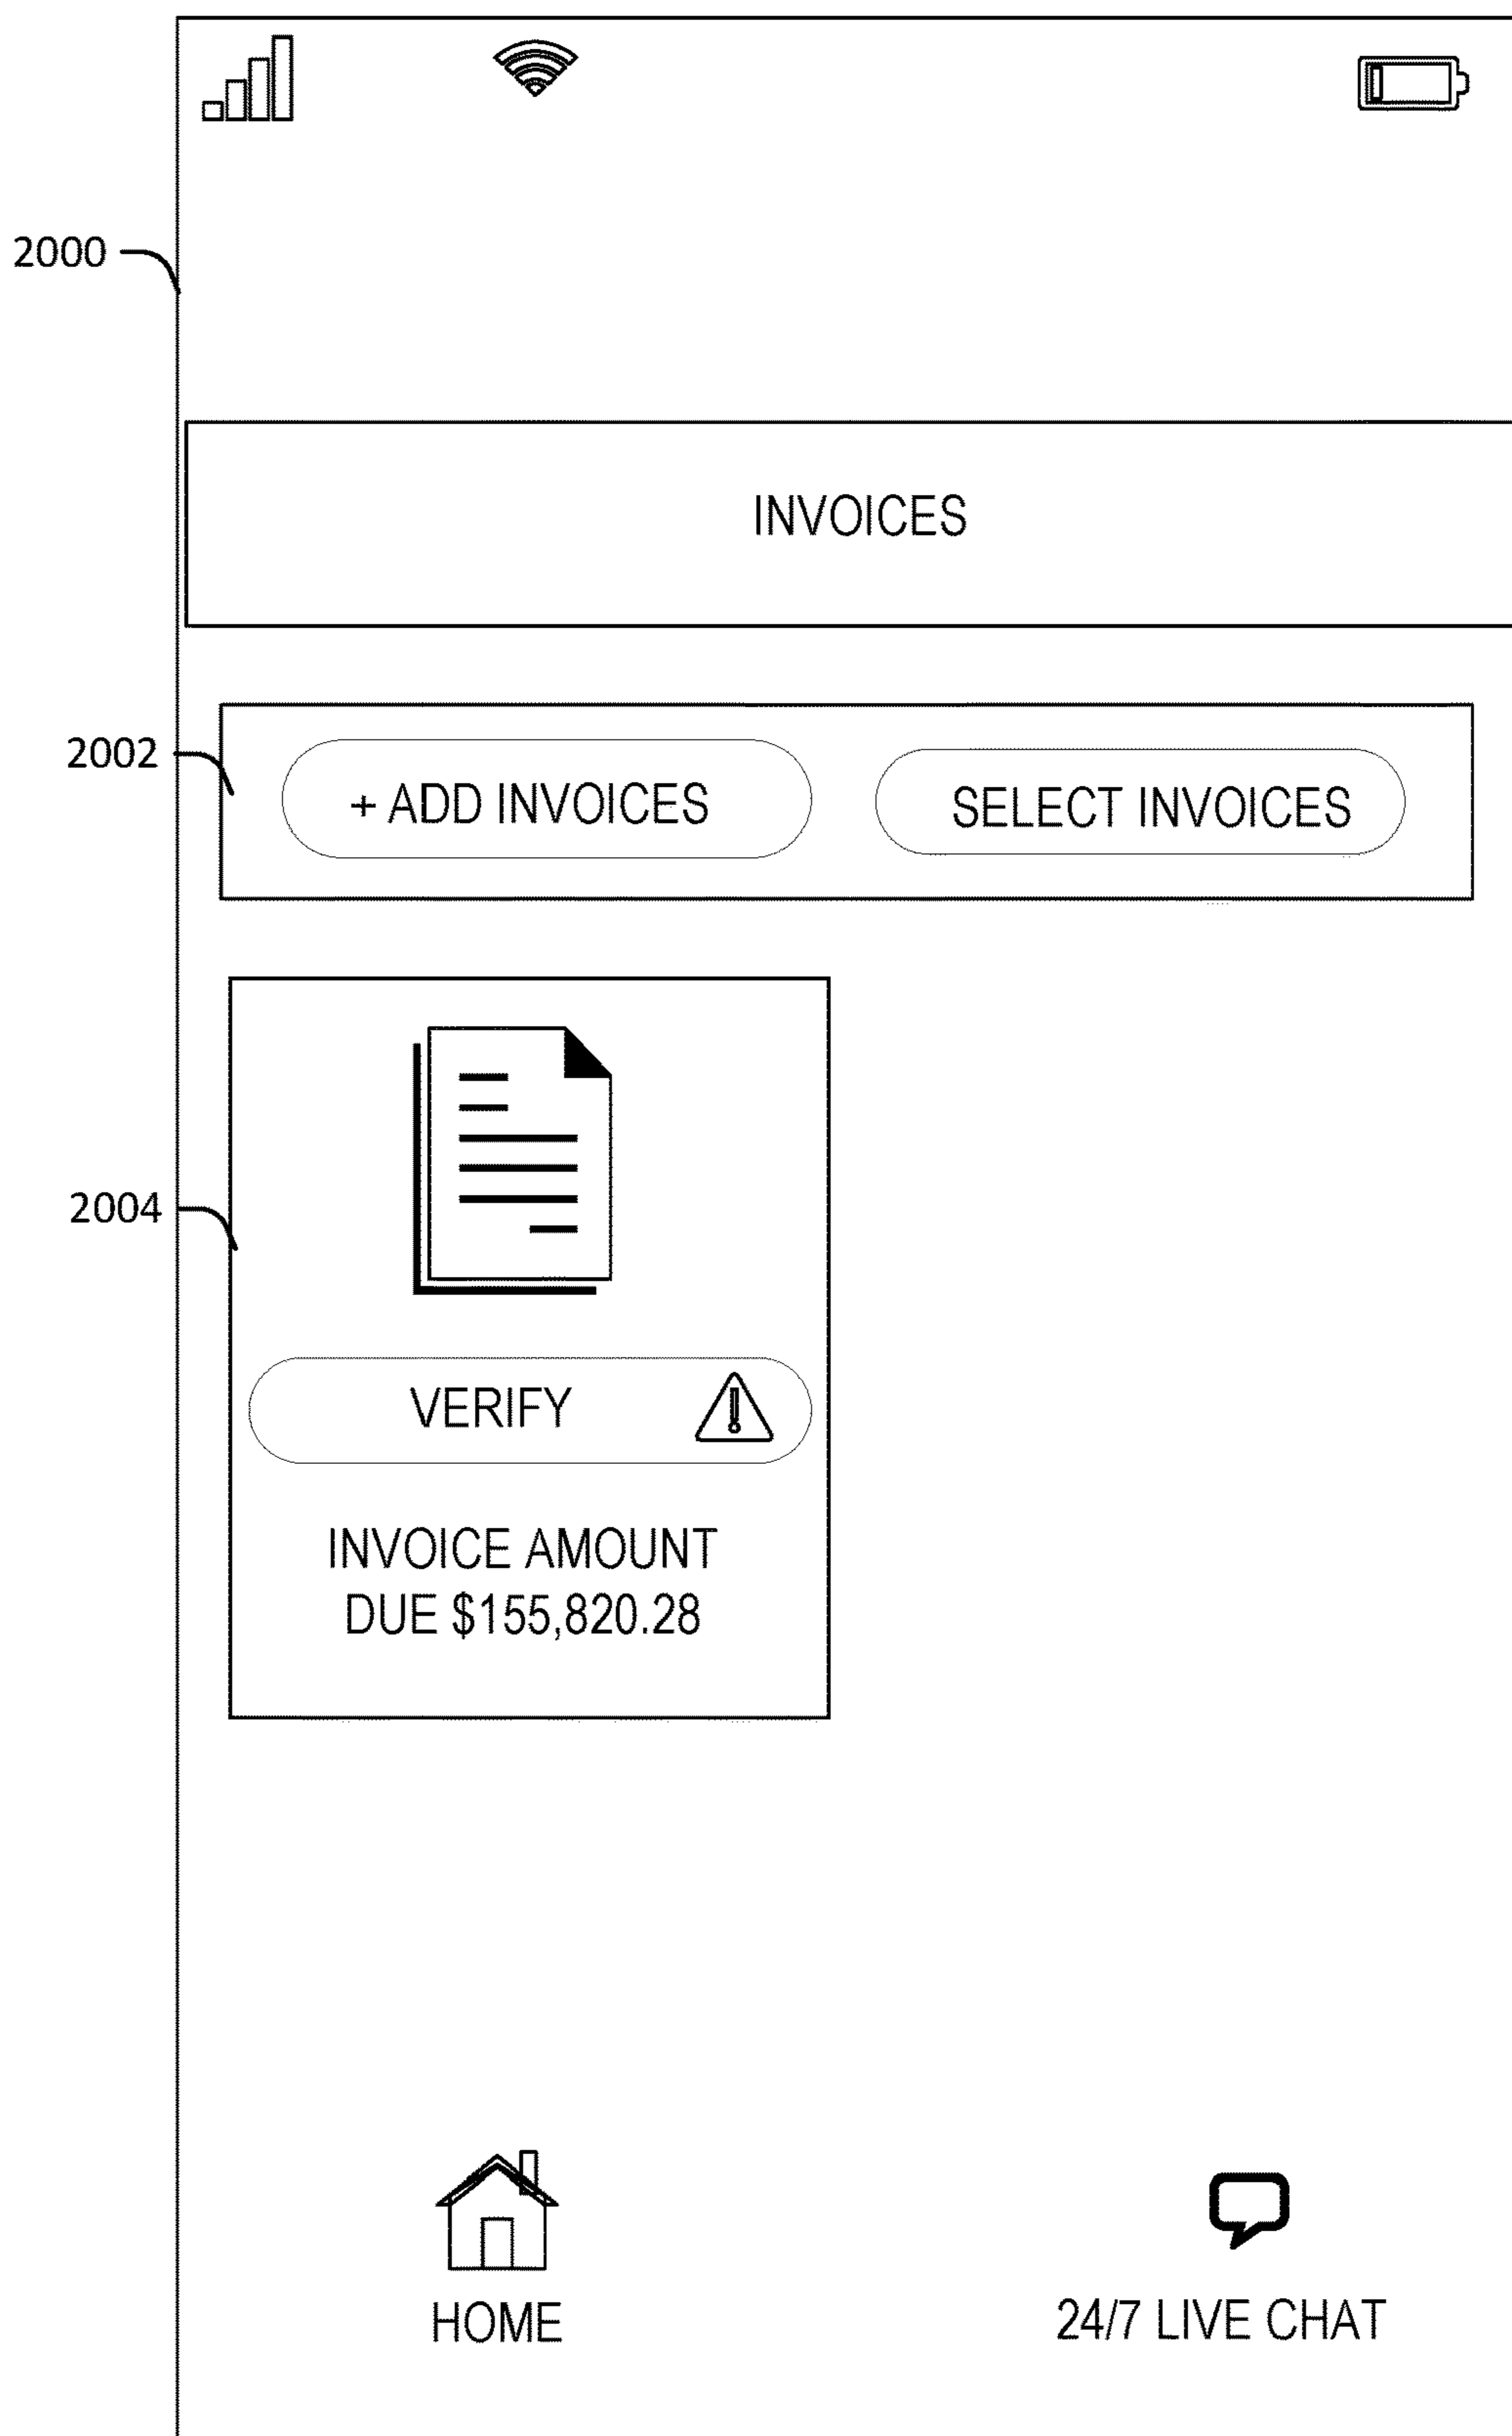 2000
INVOICES
2002
+ ADD INVOICES
SELECT INVOICES
2004
VERIFY
INVOICE AMOUNT
DUE $155,820.28
HOME
24/7 LIVE CHAT